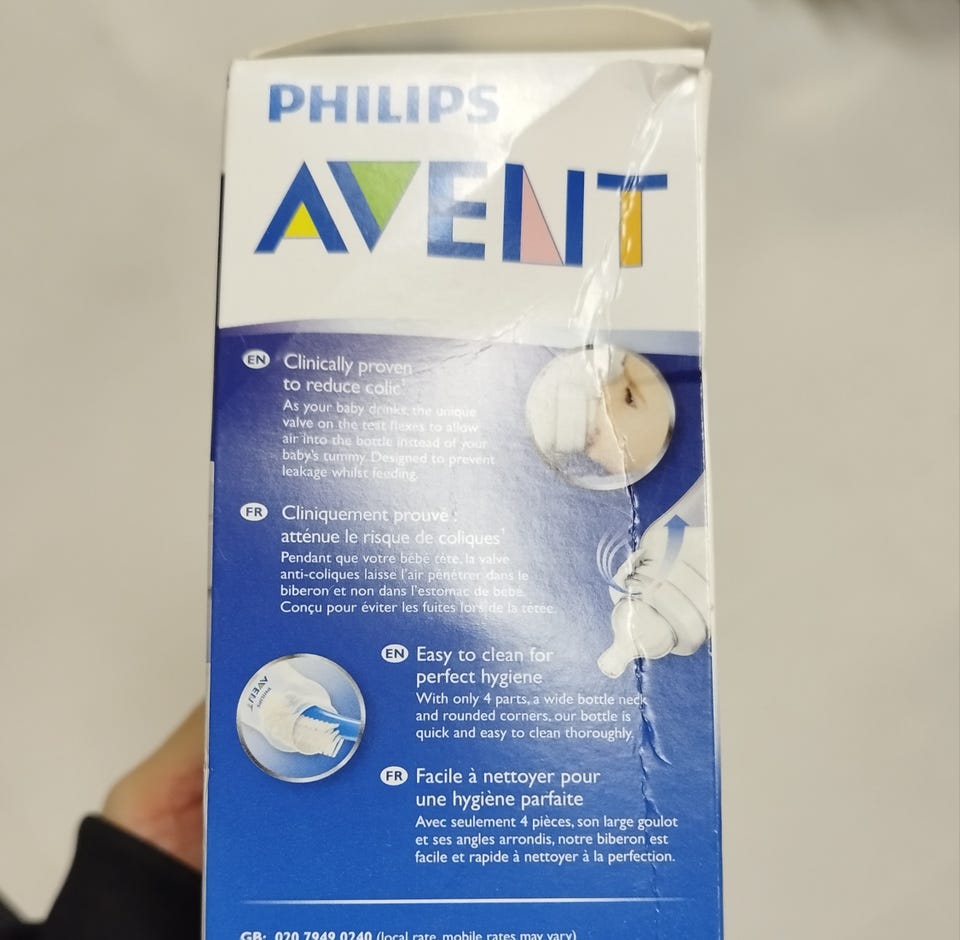 PHILIPS
AVENT
EN Clinically proven
to reduce colic¹
As your baby drinks, the unique
valve on the teat flexes to allow
air into the bottle instead of your
baby's tummy. Designed to prevent
leakage whilst feeding.
FR Cliniquement prouvé :
atténue le risque de coliques¹
Pendant que votre bébé tète, la valve
anti-coliques laisse l'air pénétrer dans le
biberon et non dans l'estomac de bébé.
Conçu pour éviter les fuites lors de la tétée.
EN Easy to clean for
perfect hygiene
With only 4 parts, a wide bottle neck
and rounded corners, our bottle is
quick and easy to clean thoroughly.
PHILIPS
AVENT
FR Facile à nettoyer pour
une hygiène parfaite
Avec seulement 4 pièces, son large goulot
et ses angles arrondis, notre biberon est
facile et rapide à nettoyer à la perfection.
GB: 020 7949 0240 (local rate, mobile rates may vary)